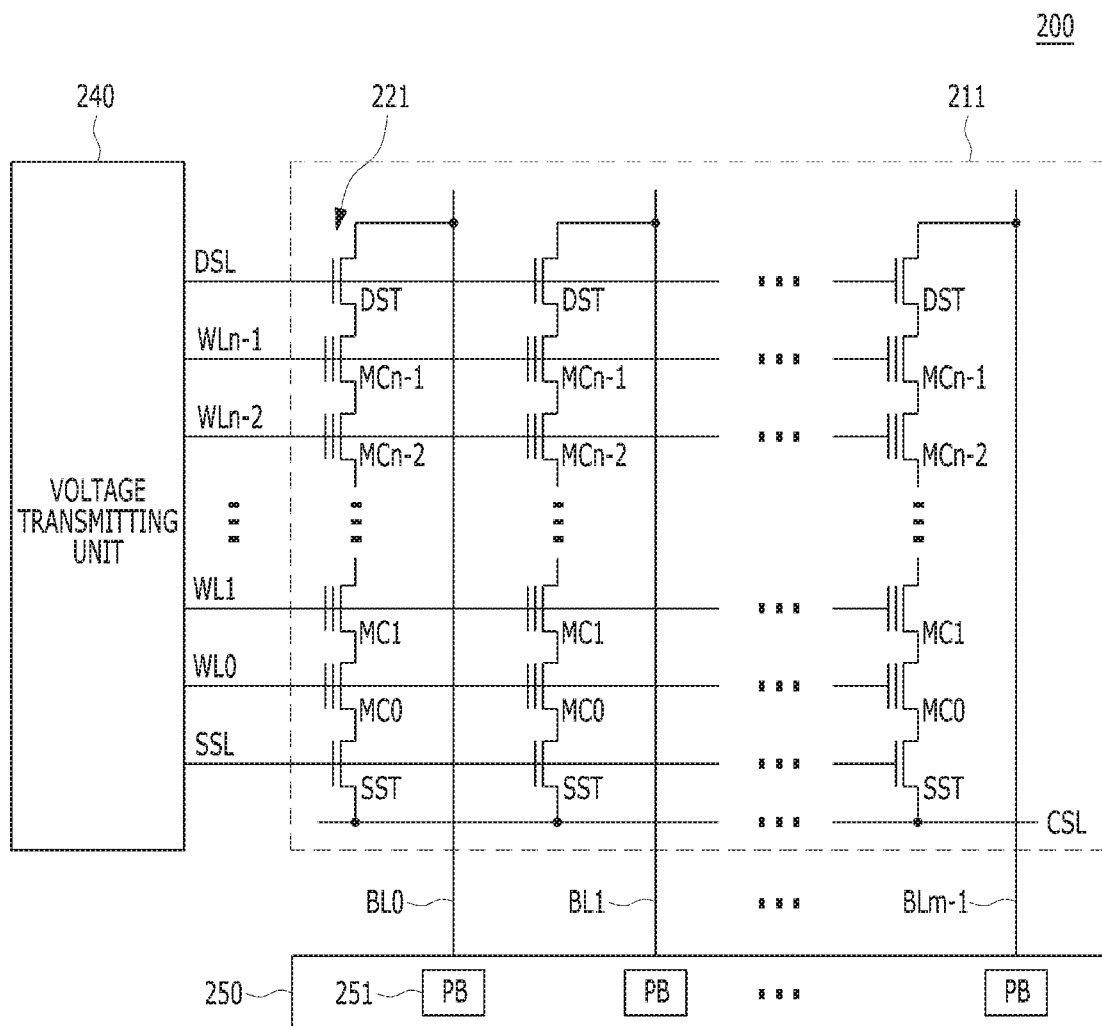 200
240
221
211
DSL
DST
DST
DST
WLn-1
MCn-1
MCn-1
MCn-1
WLn-2
MCn-2
MCn-2
MCn-2
VOLTAGE
TRANSMITTING
UNIT
WL1
MC1
MC1
MC1
WL0
MC0
MC0
MC0
SSL
SST
SST
SST
CSL
BL0
BL1
BLm-1
250
251
PB
PB
PB